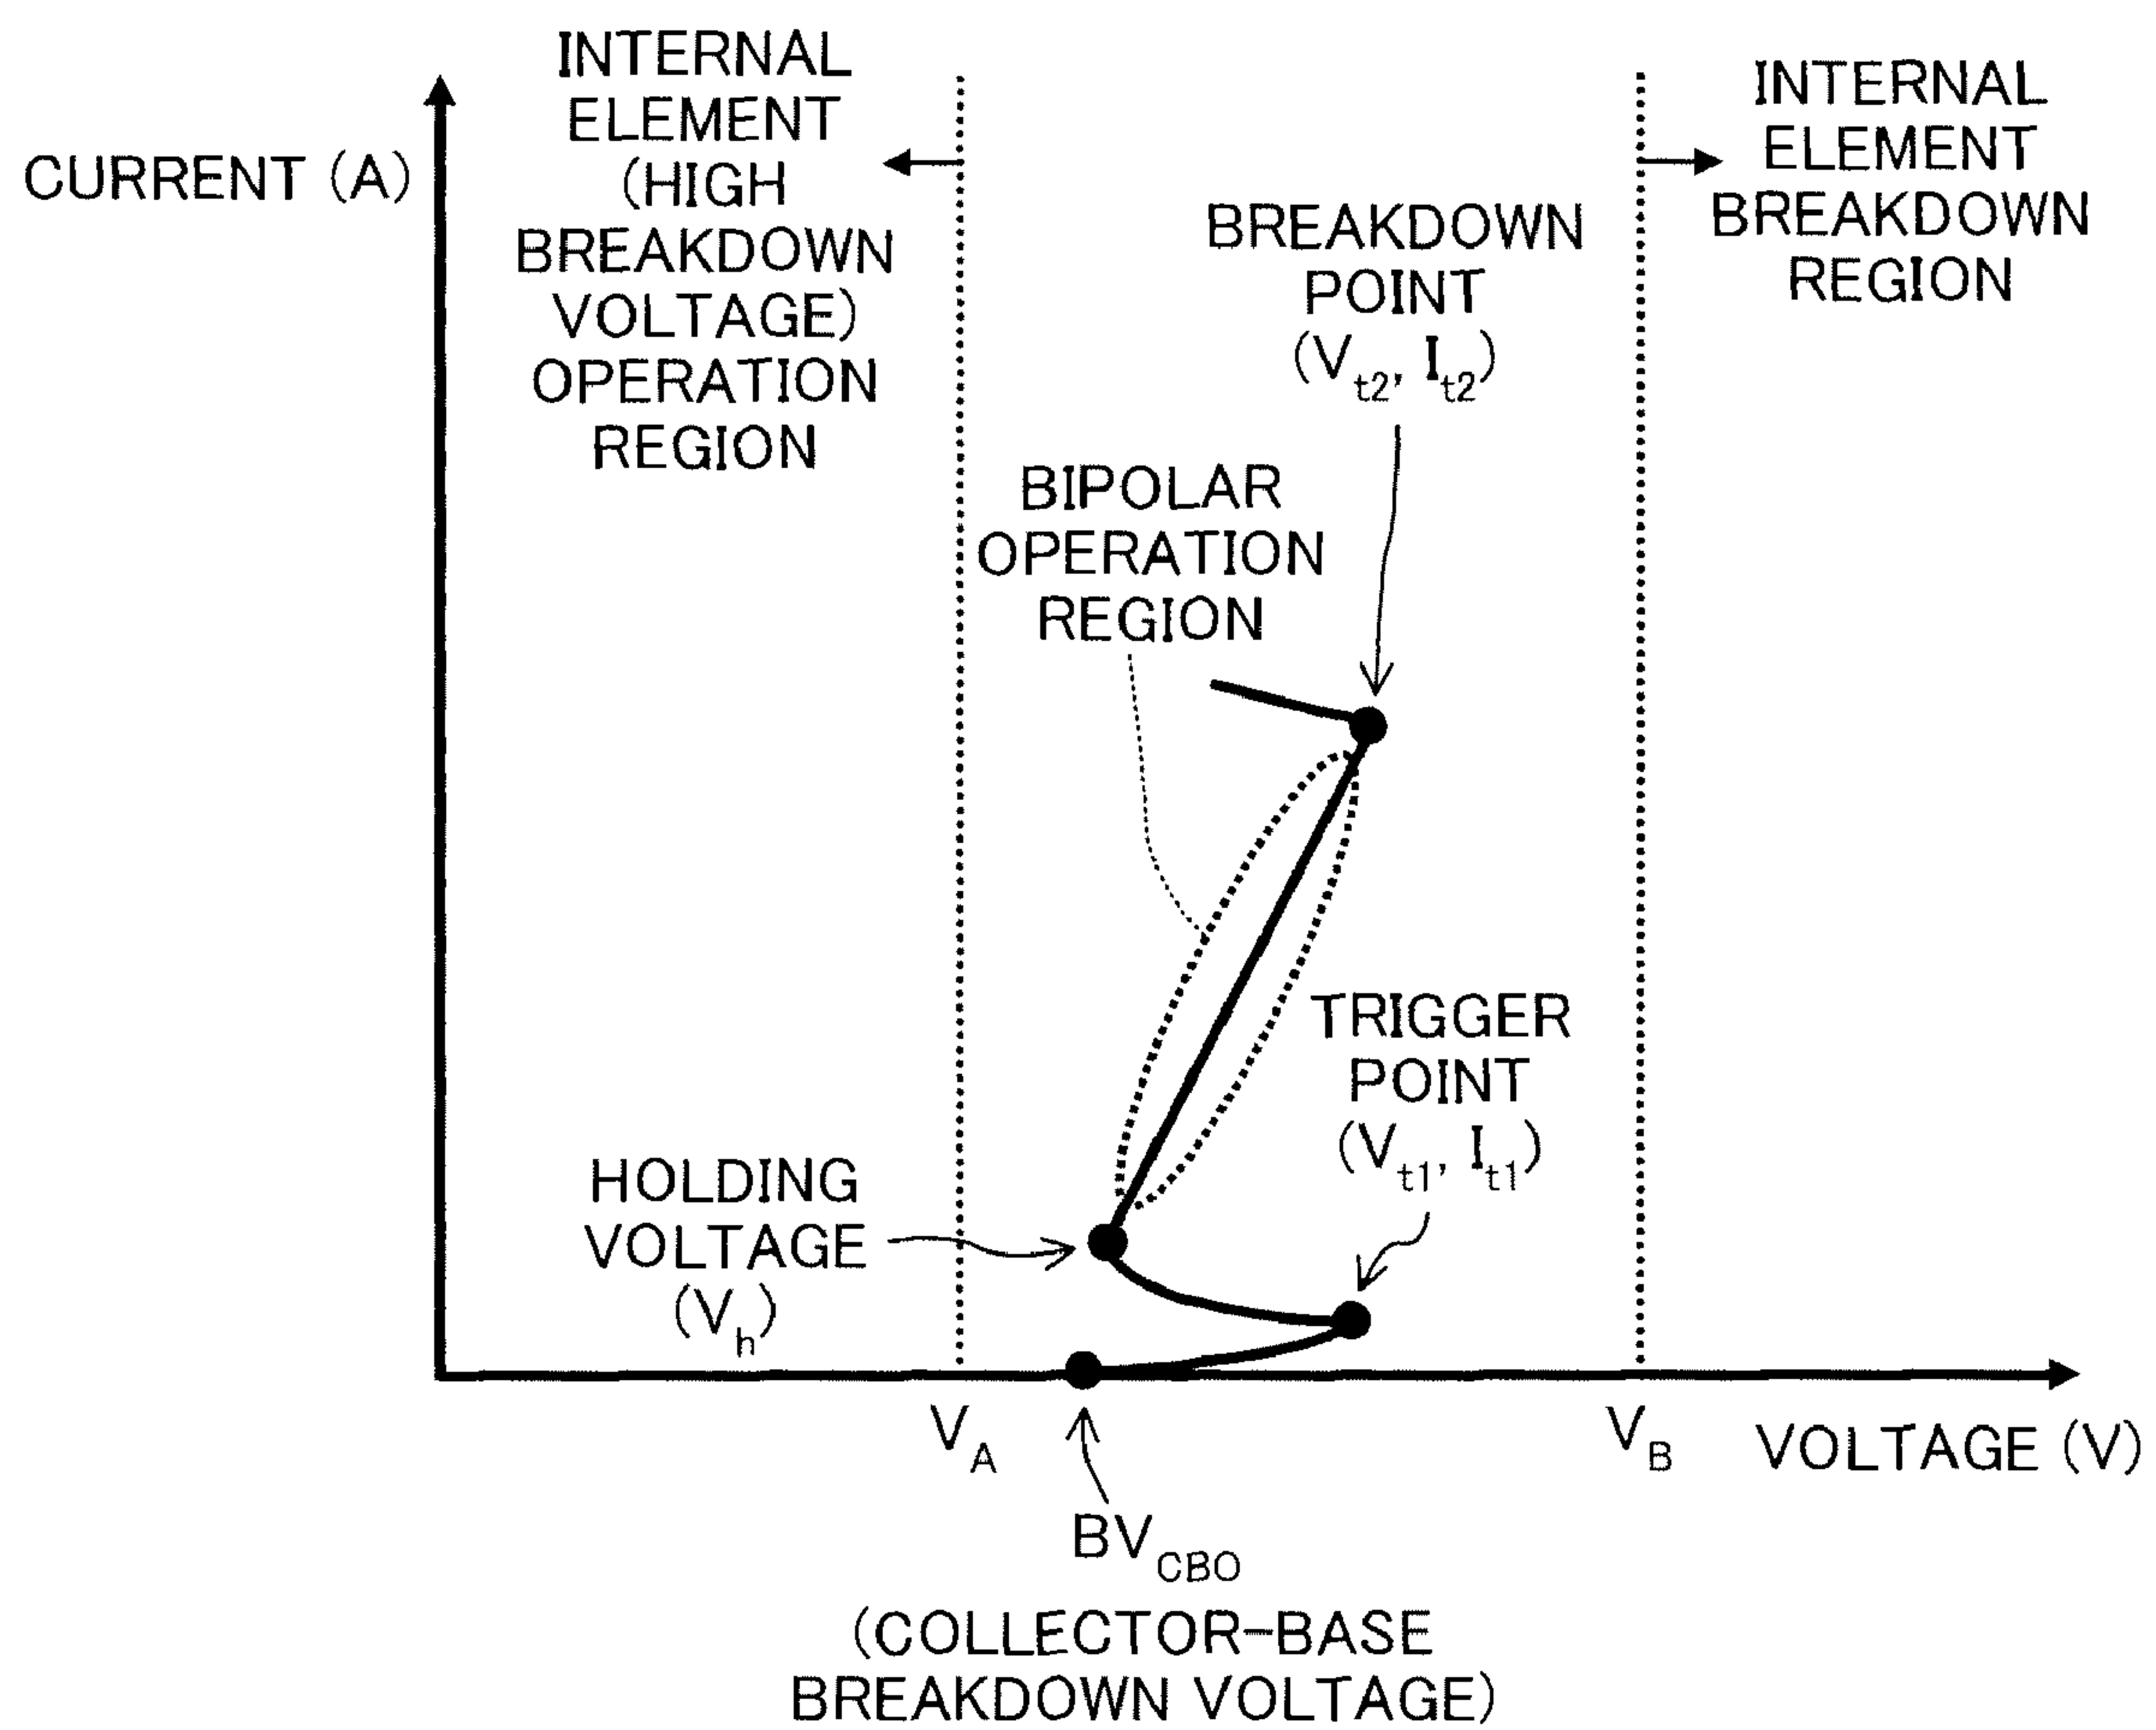 CURRENT (A)
INTERNAL
ELEMENT
(HIGH
BREAKDOWN
VOLTAGE)
OPERATION
REGION
INTERNAL
ELEMENT
BREAKDOWN
REGION
BREAKDOWN
POINT
(Vt2, It2)
BIPOLAR
OPERATION
REGION
TRIGGER
POINT
(Vt1, It1)
HOLDING
VOLTAGE
(Vh)
VA
VB
VOLTAGE (V)
BVCBO
(COLLECTOR-BASE
BREAKDOWN VOLTAGE)